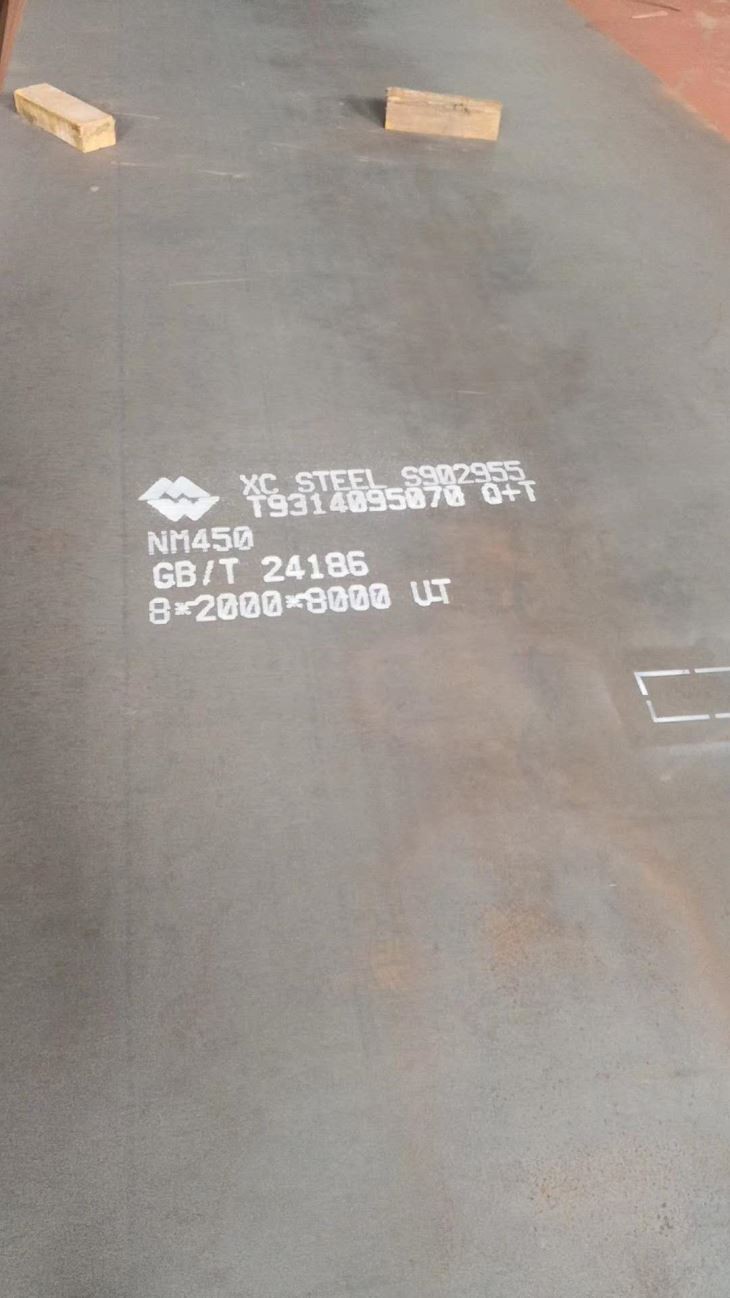 XC STEEL S902955
T9314095070 Q+T
NM450
GB/T 24186
8*2000*8000 UT